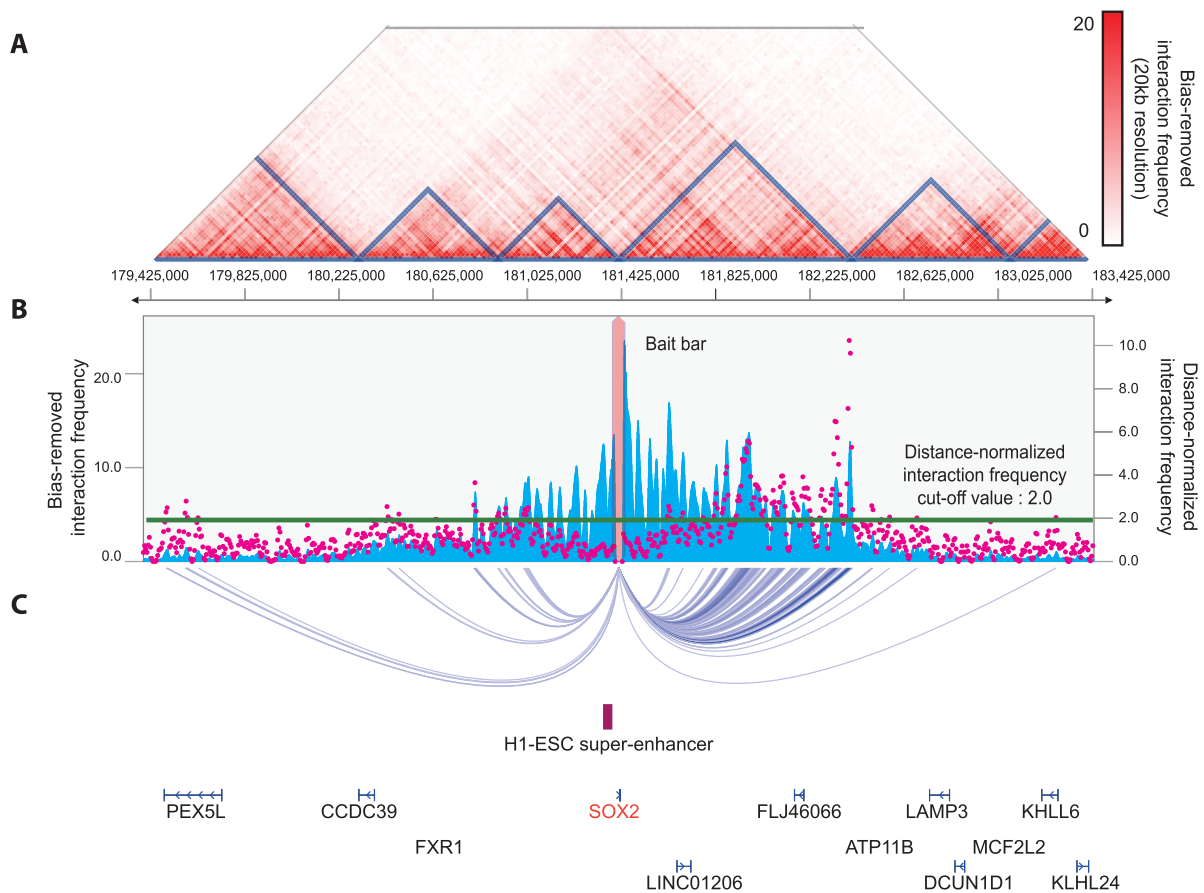 A
20
0
Bias-removed
interaction frequency
(20kb resolution)
179,425,000 179,825,000 180,225,000 180,625,000 181,025,000 181,425,000 181,825,000 182,225,000 182,625,000 183,025,000 183,425,000
B
Bias-removed
interaction frequency
20.0
10.0
0.0
Bait bar
Distance-normalized
interaction frequency
cut-off value : 2.0
10.0
8.0
6.0
4.0
2.0
0.0
Disance-normalized
interaction frequency
C
H1-ESC super-enhancer
PEX5L CCDC39 SOX2 FLJ46066 LAMP3 KHLL6
FXR1 ATP11B MCF2L2
LINC01206 DCUN1D1 KLHL24